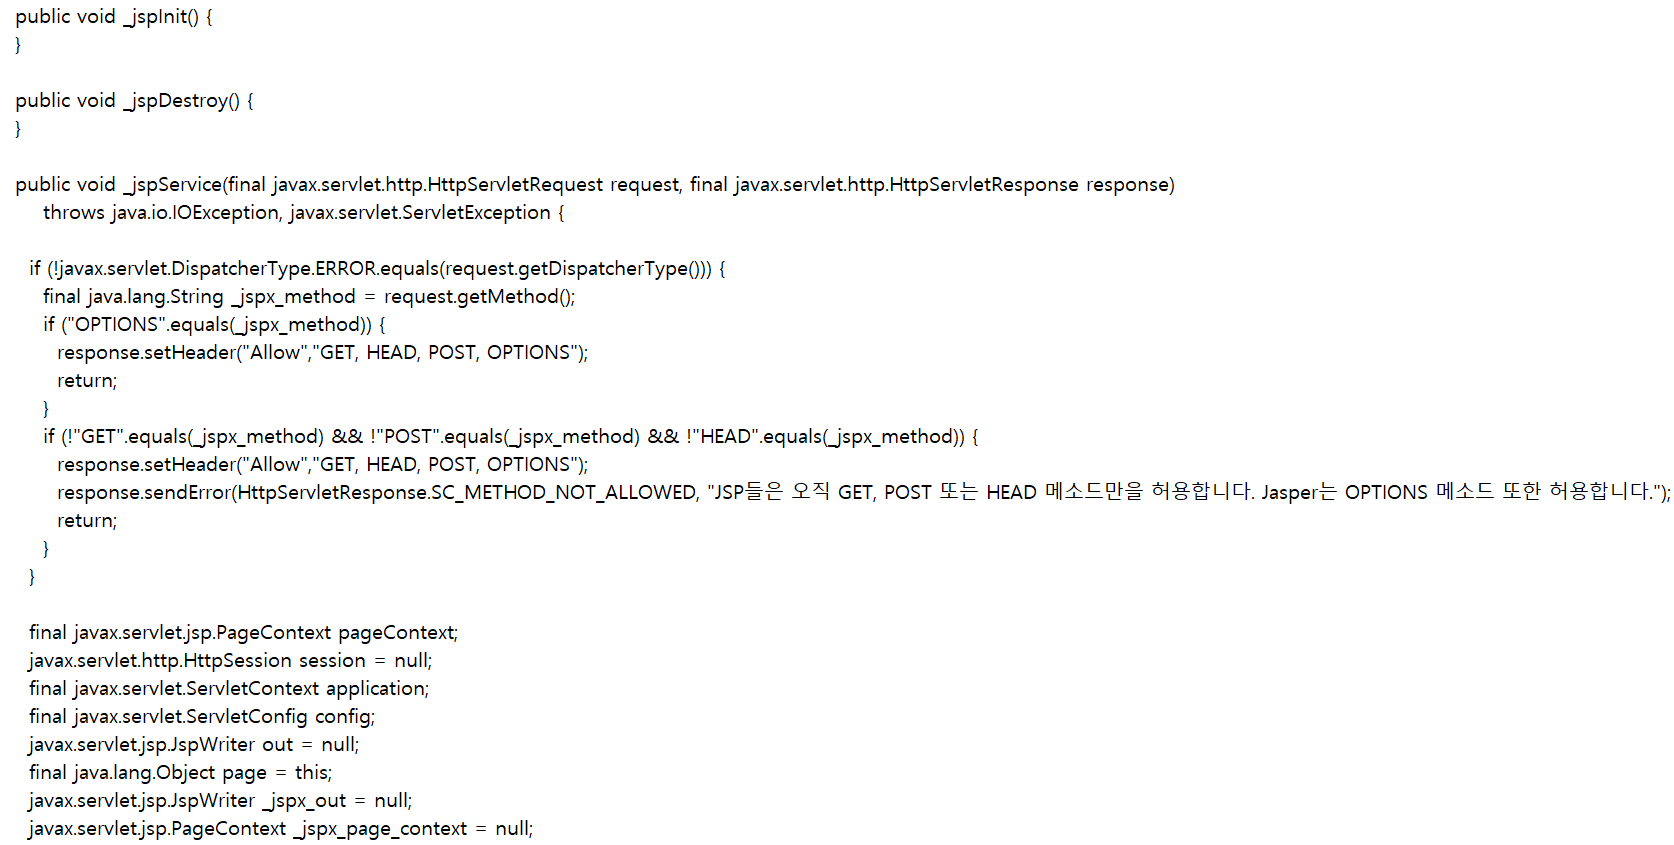 public void _jspInit() {
}
public void _jspDestroy() {
}
public void _jspService(final javax.servlet.http.HttpServletRequest request, final javax.servlet.http.HttpServletResponse response)
throws java.io.IOException, javax.servlet.ServletException {
if (!javax.servlet.DispatcherType.ERROR.equals(request.getDispatcherType())) {
final java.lang.String _jspx_method = request.getMethod();
if ("OPTIONS".equals(_jspx_method)) {
response.setHeader("Allow","GET, HEAD, POST, OPTIONS");
return;
}
if (!"GET".equals(_jspx_method) && !"POST".equals(_jspx_method) && !"HEAD".equals(_jspx_method)) {
response.setHeader("Allow","GET, HEAD, POST, OPTIONS");
response.sendError(HttpServletResponse.SC_METHOD_NOT_ALLOWED, "JSP들은 오직 GET, POST 또는 HEAD 메소드만을 허용합니다. Jasper는 OPTIONS 메소드 또한 허용합니다.");
return;
}
}
final javax.servlet.jsp.PageContext pageContext;
javax.servlet.http.HttpSession session = null;
final javax.servlet.ServletContext application;
final javax.servlet.ServletConfig config;
javax.servlet.jsp.JspWriter out = null;
final java.lang.Object page = this;
javax.servlet.jsp.JspWriter _jspx_out = null;
javax.servlet.jsp.PageContext _jspx_page_context = null;